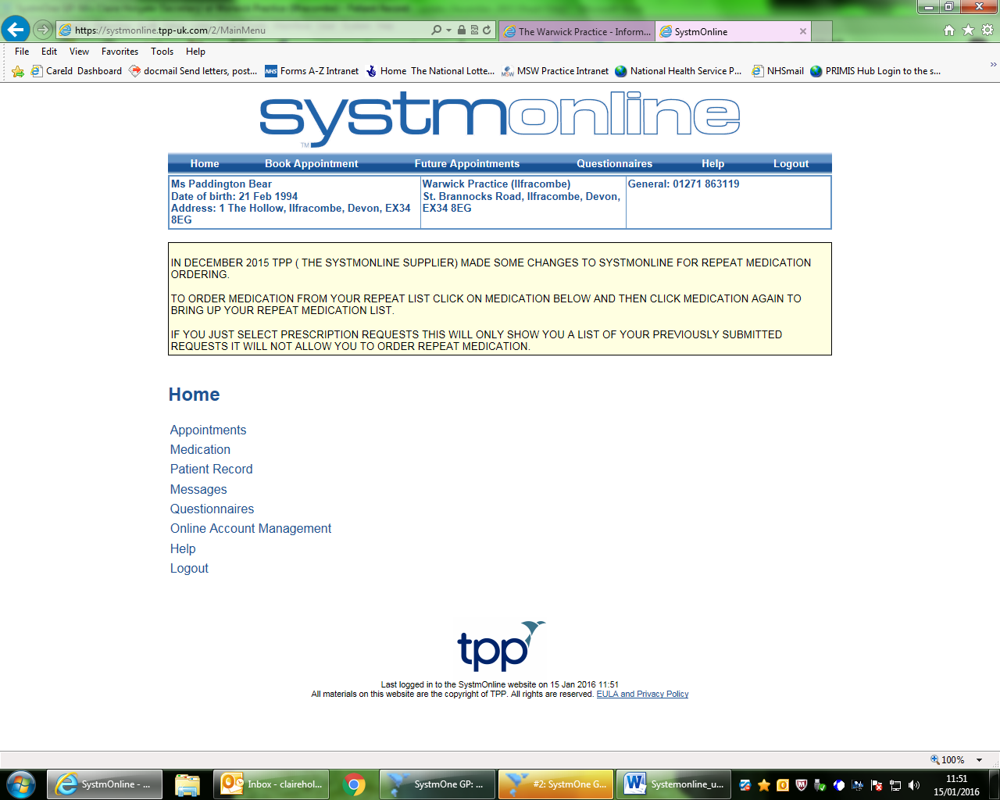 https://systmonline.tpp-uk.com/2/MainMenu
The Warwick Practice - Inform...
SystmOnline
File Edit View Favorites Tools Help
CareId Dashboard
docmail Send letters, post...
Forms A-Z Intranet
Home The National Lotte...
MSW Practice Intranet
National Health Service P...
NHSmail
PRIMIS Hub Login to the s...
systmonline
TM
Home Book Appointment Future Appointments Questionnaires Help Logout
Ms Paddington Bear
Date of birth: 21 Feb 1994
Address: 1 The Hollow, Ilfracombe, Devon, EX34
8EG
Warwick Practice (Ilfracombe)
St. Brannocks Road, Ilfracombe, Devon,
EX34 8EG
General: 01271 863119
IN DECEMBER 2015 TPP ( THE SYSTMONLINE SUPPLIER) MADE SOME CHANGES TO SYSTMONLINE FOR REPEAT MEDICATION
ORDERING.
TO ORDER MEDICATION FROM YOUR REPEAT LIST CLICK ON MEDICATION BELOW AND THEN CLICK MEDICATION AGAIN TO
BRING UP YOUR REPEAT MEDICATION LIST.
IF YOU JUST SELECT PRESCRIPTION REQUESTS THIS WILL ONLY SHOW YOU A LIST OF YOUR PREVIOUSLY SUBMITTED
REQUESTS IT WILL NOT ALLOW YOU TO ORDER REPEAT MEDICATION.
Home
Appointments
Medication
Patient Record
Messages
Questionnaires
Online Account Management
Help
Logout
tpp
Last logged in to the SystmOnline website on 15 Jan 2016 11:51
All materials on this website are the copyright of TPP. All rights are reserved. EULA and Privacy Policy
100%
SystmOnline - ...
Inbox - clairehol...
SystmOne GP: ...
#2: SystmOne G...
Systemonline_u...
11:51
15/01/2016